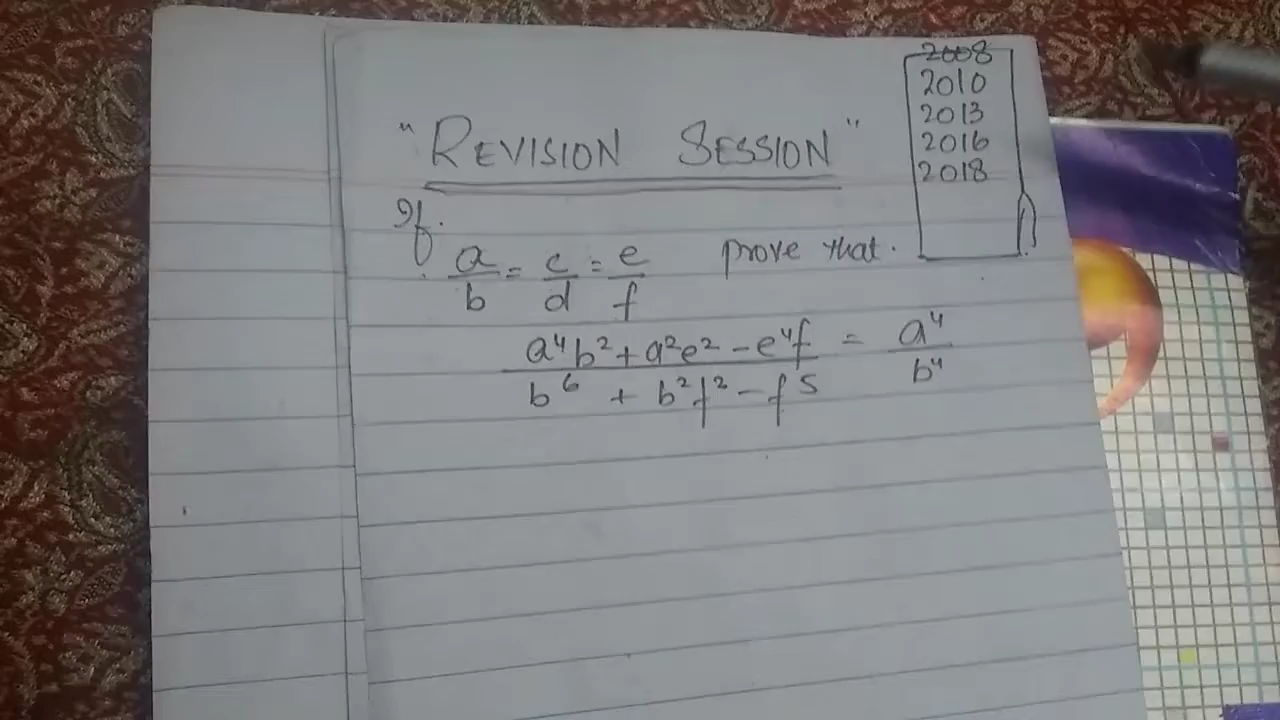 2008
2010
2013
2016
2018
"REVISION SESSION"
If.
a/b = c/d = e/f prove that.
a⁴b² + a²e² - e⁴f / b⁶ + b²f² - f⁵ = a⁴/b⁴